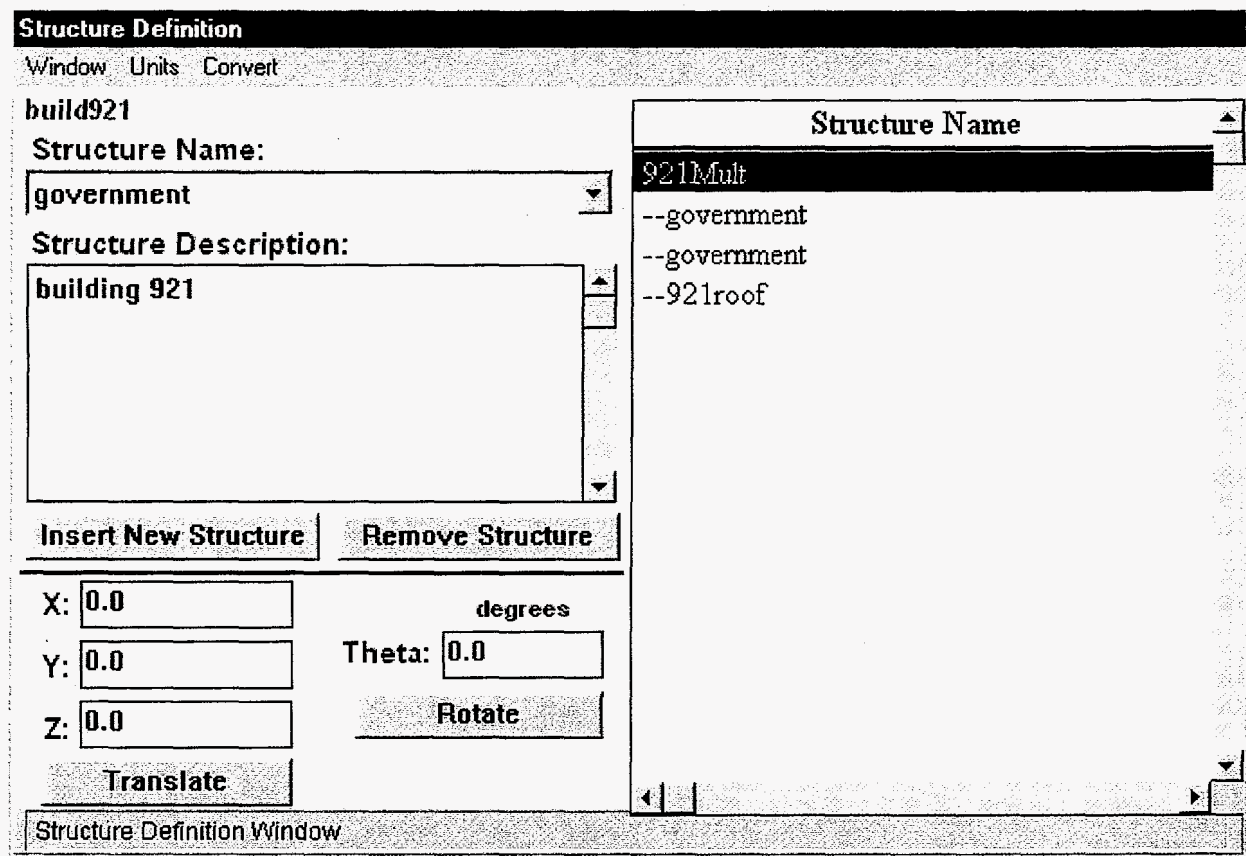 Structure Definition
Window Units Convert
build921
Structure Name:
government
Structure Description:
building 921
Insert New Structure Remove Structure
X: 0.0
Y: 0.0
Z: 0.0
Translate
degrees
Theta: 0.0
Rotate
Structure Name
921Mult
--government
--government
--921roof
Structure Definition Window